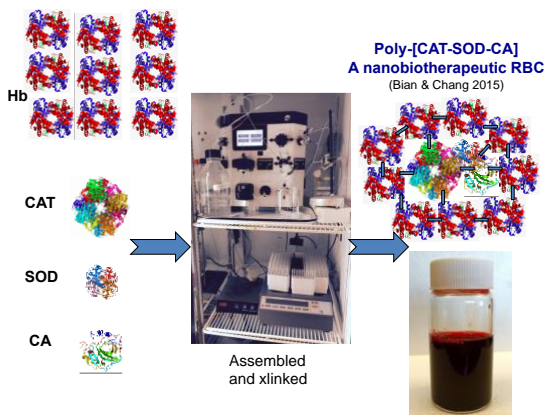 Hb
CAT
SOD
CA
Assembled
and xlinked
Poly-[CAT-SOD-CA]
A nanobiotherapeutic RBC
(Bian & Chang 2015)